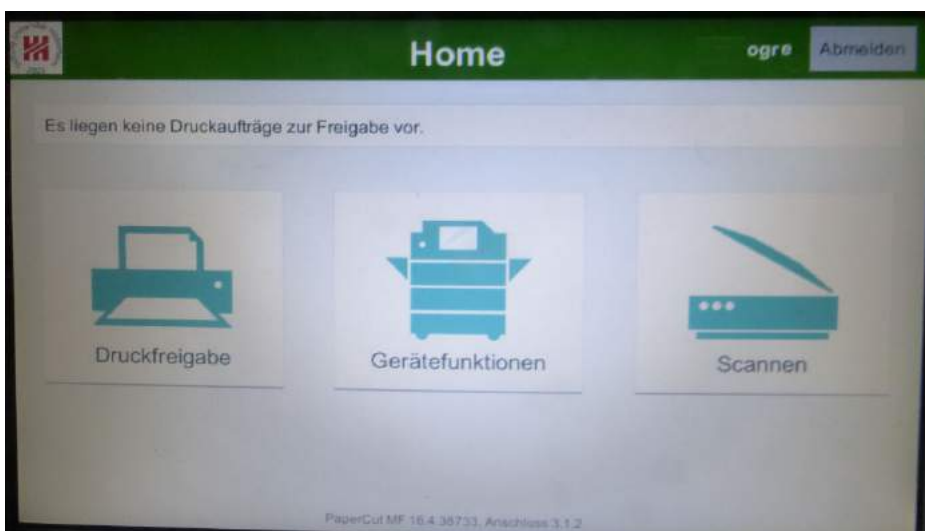 Home
ogre
Abmelden
Es liegen keine Druckaufträge zur Freigabe vor.
Druckfreigabe
Gerätefunktionen
Scannen
PaperCut MF 16.4.38733, Anschluss 3.1.2